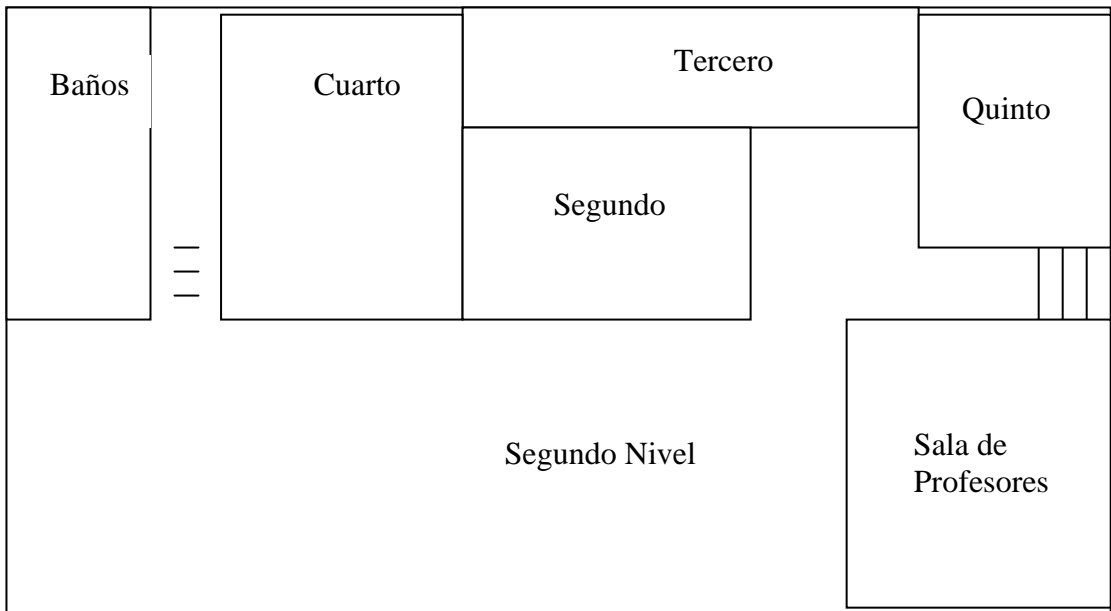 Baños
Cuarto
Tercero
Quinto
Segundo
Segundo Nivel
Sala de
Profesores